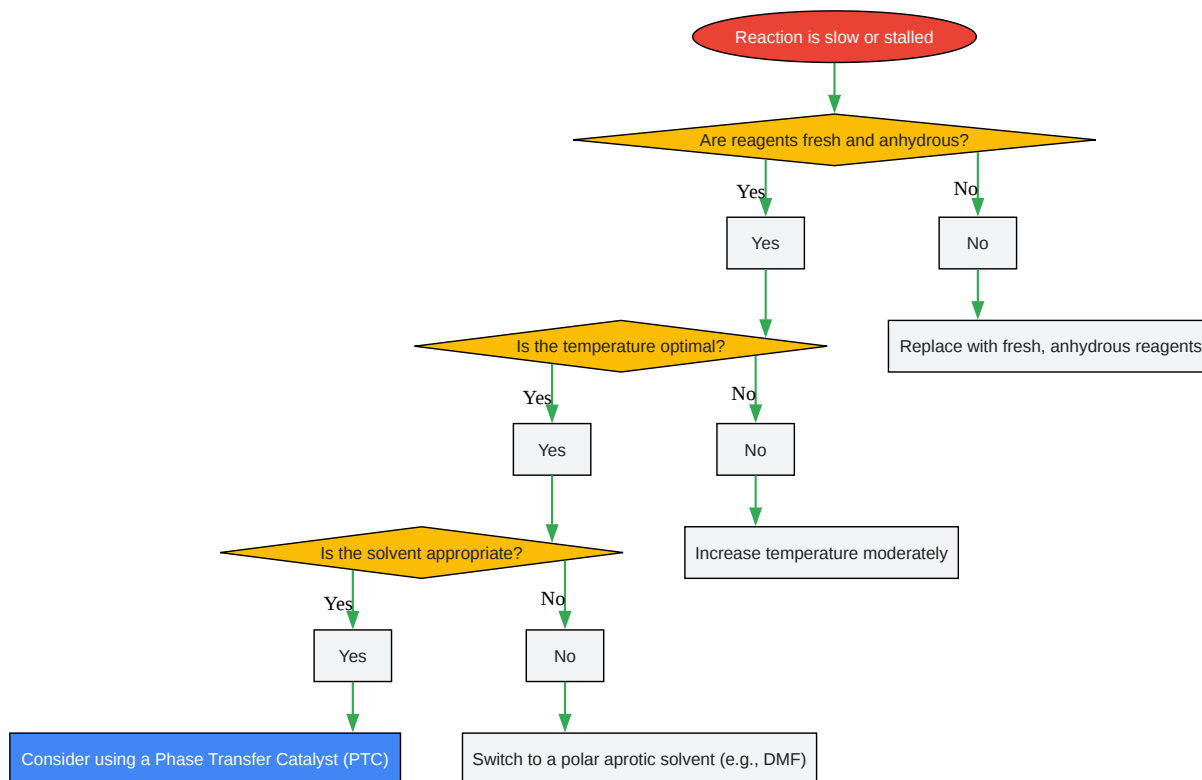 Reaction is slow or stalled
Are reagents fresh and anhydrous?
Yes
No
Yes
No
Is the temperature optimal?
Replace with fresh, anhydrous reagents
Yes
No
Yes
No
Is the solvent appropriate?
Increase temperature moderately
Yes
No
Yes
No
Consider using a Phase Transfer Catalyst (PTC)
Switch to a polar aprotic solvent (e.g., DMF)